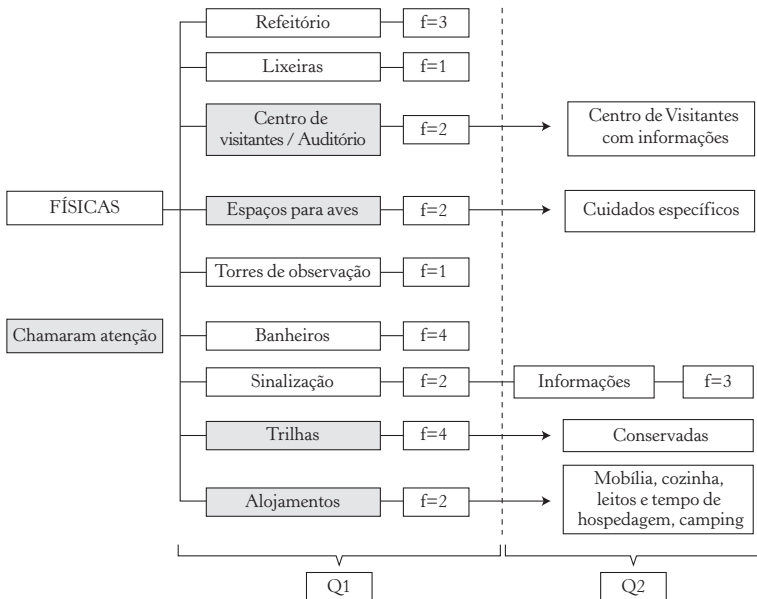 Refeitório
f=3
Lixeiras
f=1
Centro de
visitantes / Auditório
f=2
Centro de Visitantes
com informações
FÍSICAS
Espaços para aves
f=2
Cuidados específicos
Torres de observação
f=1
Chamaram atenção
Banheiros
f=4
Sinalização
f=2
Informações
f=3
Trilhas
f=4
Conservadas
Alojamentos
f=2
Mobília, cozinha,
leitos e tempo de
hospedagem, camping
Q1
Q2